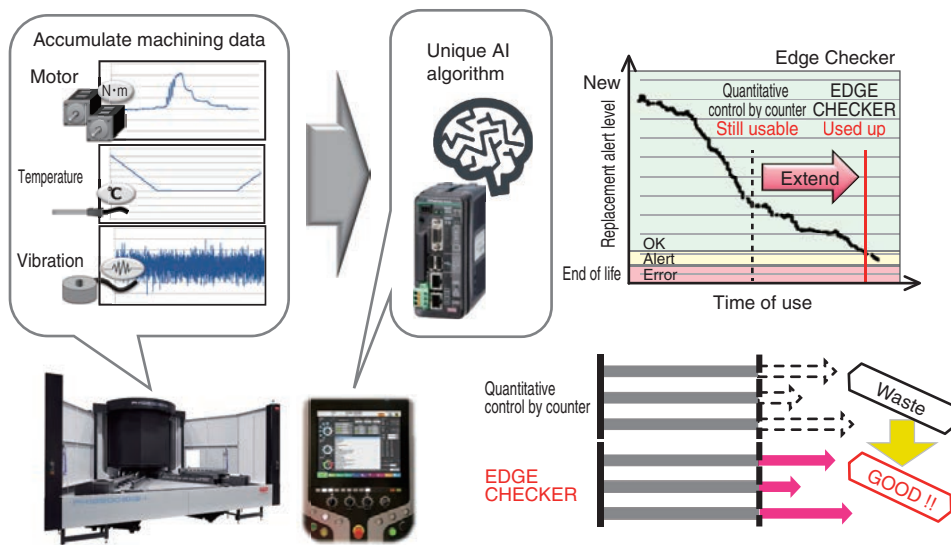 Accumulate machining data
Motor
N·m
Temperature
℃
Vibration
Unique AI
algorithm
Edge Checker
New
Quantitative
control by counter
Still usable
EDGE
CHECKER
Used up
Extend
Replacement alert level
OK
Alert
Error
End of life
Time of use
Quantitative
control by counter
Waste
EDGE
CHECKER
GOOD !!